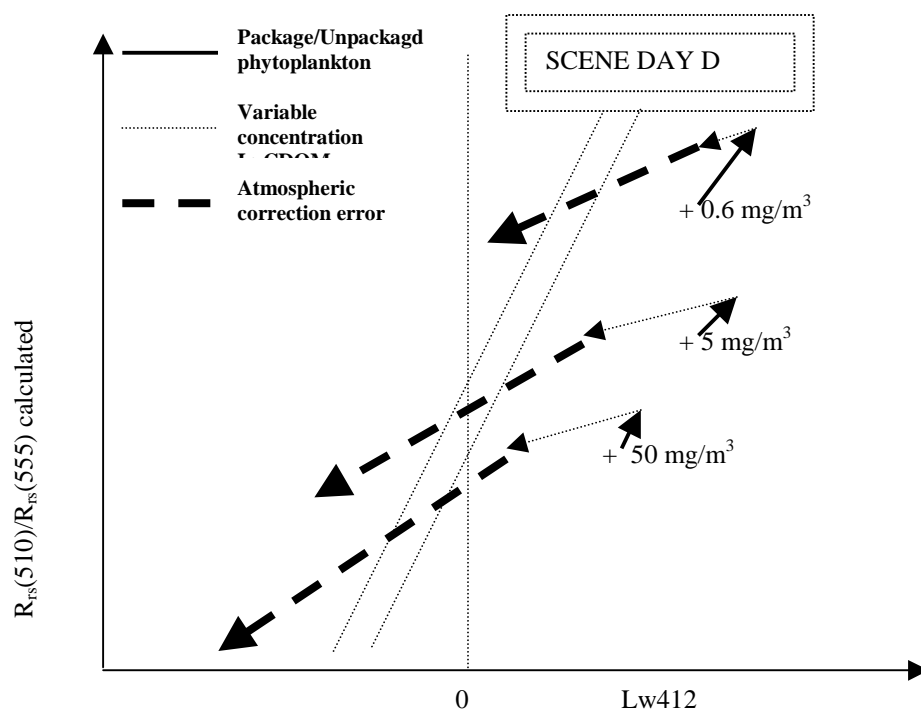 Package/Unpackagd
phytoplankton
Variable
concentration
Atmospheric
correction error
SCENE DAY D
+ 0.6 mg/m³
+ 5 mg/m³
+ 50 mg/m³
Rrs(510)/Rrs(555) calculated
0 Lw412